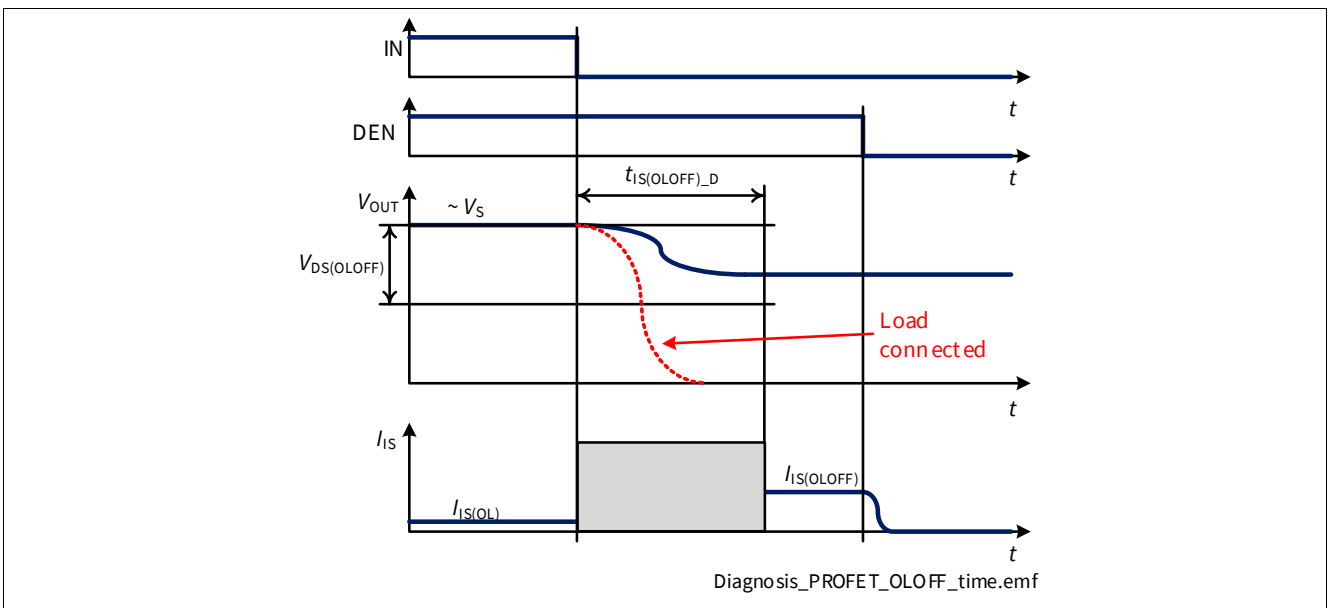 IN
t
DEN
t
tIS(OLOFF)_D
VOUT
~ VS
VDS(OLOFF)
Load
connected
t
IIS
IIS(OLOFF)
IIS(OL)
t
Diagnosis_PROFET_OLOFF_time.emf